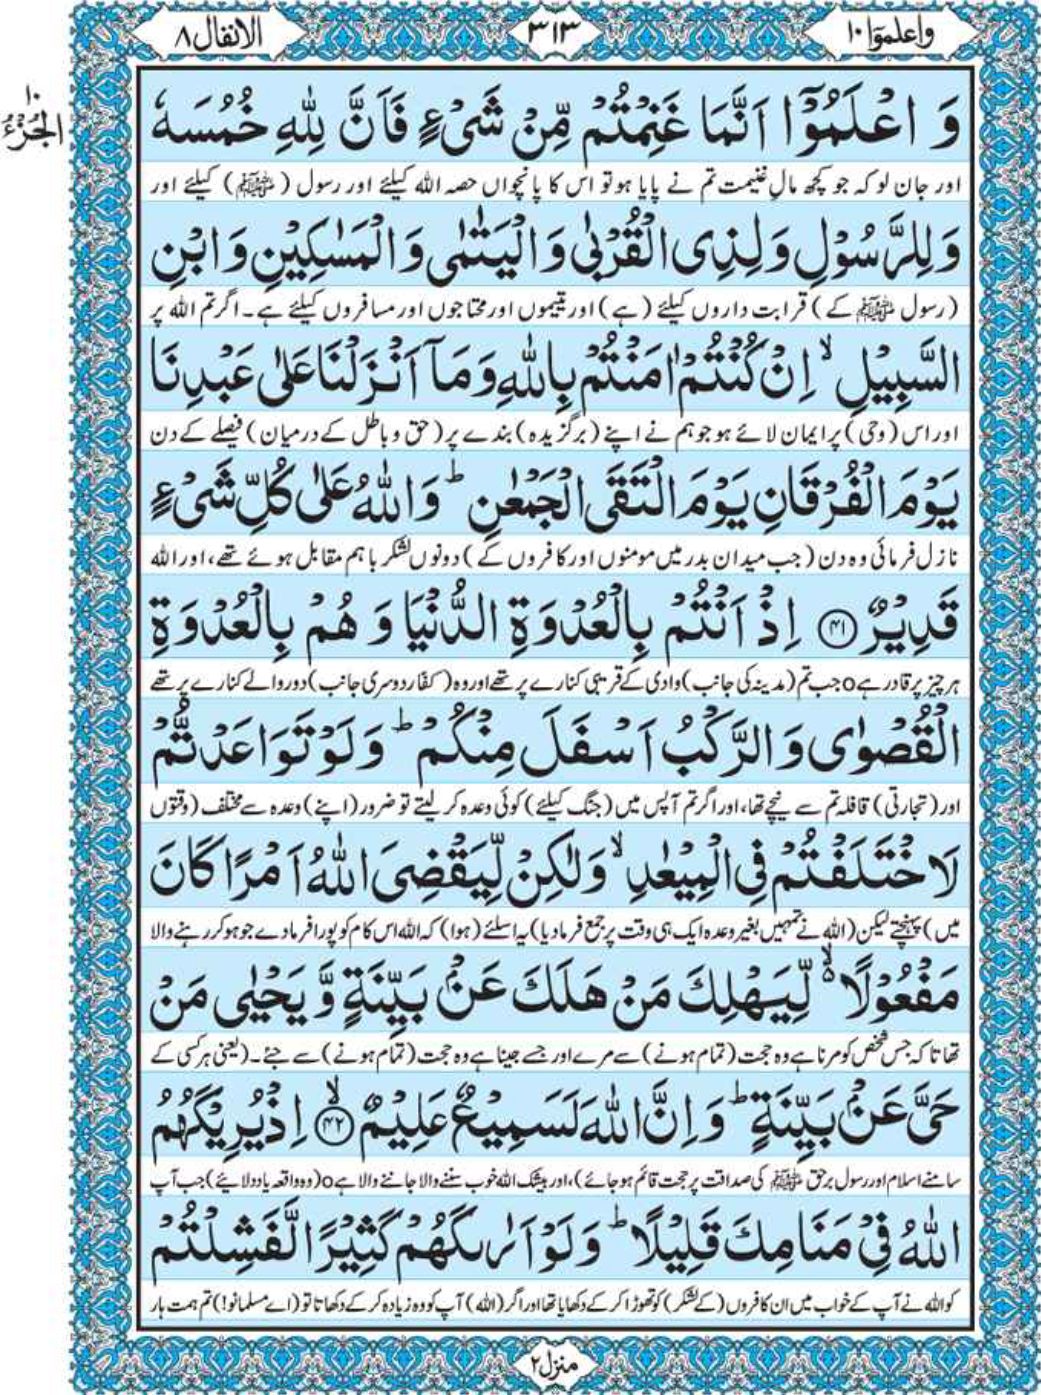 واعلموٓا ١٠
٣١٣
الانفال ٨
١٠
الجزء
وَ اعْلَمُوْۤا اَنَّمَا غَنِمْتُمْ مِّنْ شَیْءٍ فَاَنَّ لِلّٰهِ خُمُسَهٗ
اور جان لو کہ جو کچھ مالِ غنیمت تم نے پایا ہو تو اس کا پانچواں حصہ اللہ کیلئے اور رسول (ﷺ) کیلئے اور
وَلِلرَّسُوْلِ وَلِذِی الْقُرْبٰی وَالْیَتٰمٰی وَالْمَسٰكِیْنِ وَابْنِ
(رسول ﷺ کے) قرابت داروں کیلئے (ہے) اور یتیموں اور محتاجوں اور مسافروں کیلئے ہے۔ اگر تم اللہ پر
السَّبِیْلِ ۙ اِنْ كُنْتُمْ اٰمَنْتُمْ بِاللّٰهِ وَمَاۤ اَنْزَلْنَا عَلٰی عَبْدِنَا
اور اس (وحی) پر ایمان لائے ہو جو ہم نے اپنے (برگزیدہ) بندے پر (حق و باطل کے درمیان) فیصلے کے دن
یَوْمَ الْفُرْقَانِ یَوْمَ الْتَقَی الْجَمْعٰنِ ؕ وَاللّٰهُ عَلٰی كُلِّ شَیْءٍ
نازل فرمائی وہ دن (جب میدان بدر میں مومنوں اور کافروں کے) دونوں لشکر باہم مقابل ہوئے تھے، اور اللہ
قَدِیْرٌ ﴿۴۱﴾ اِذْ اَنْتُمْ بِالْعُدْوَةِ الدُّنْیَا وَ هُمْ بِالْعُدْوَةِ
ہر چیز پر قادر ہے o جب تم (مدینہ کی جانب) وادی کے قریبی کنارے پر تھے اور وہ (کفّار دوسری جانب) دور والے کنارے پر تھے
الْقُصْوٰی وَالرَّكْبُ اَسْفَلَ مِنْكُمْ ؕ وَلَوْ تَوَاعَدْتُّمْ
اور (تجارتی) قافلہ تم سے نیچے تھا، اور اگر تم آپس میں (جنگ کیلئے) کوئی وعدہ کر لیتے تو ضرور (اپنے) وعدہ سے مختلف (وقتوں
لَاخْتَلَفْتُمْ فِی الْمِیْعٰدِ ۙ وَلٰكِنْ لِّیَقْضِیَ اللّٰهُ اَمْرًا كَانَ
میں) پہنچتے لیکن (اللہ نے تمہیں بغیر وعدہ ایک ہی وقت پر جمع فرما دیا) یہ اسلئے (ہوا) کہ اللہ اس کام کو پورا فرما دے جو ہو کر رہنے والا
مَفْعُوْلًا ۬ۙ لِّیَهْلِكَ مَنْ هَلَكَ عَنْۢ بَیِّنَةٍ وَّیَحْیٰی مَنْ
تھا تا کہ جس شخص کو مرنا ہے وہ حجت (تمام ہونے) سے مرے اور جسے جینا ہے وہ حجت (تمام ہونے) سے جئے۔ (یعنی ہر کسی کے
حَیَّ عَنْۢ بَیِّنَةٍ ؕ وَاِنَّ اللّٰهَ لَسَمِیْعٌ عَلِیْمٌ ﴿ۙ۴۲﴾ اِذْ یُرِیْكَهُمُ
سامنے اسلام اور رسول برحق ﷺ کی صداقت پر حجت قائم ہو جائے)، اور بیشک اللہ خوب سننے والا جاننے والا ہے o (وہ واقعہ یاد دلائیے) جب آپ
اللّٰهُ فِیْ مَنَامِكَ قَلِیْلًا ؕ وَلَوْ اَرٰىكَهُمْ كَثِیْرًا لَّفَشِلْتُمْ
کو اللہ نے آپ کے خواب میں ان کافروں (کے لشکر) کو تھوڑا کر کے دکھایا تھا اور اگر (اللہ) آپ کو وہ زیادہ کر کے دکھاتا تو (اے مسلمانو!) تم ہمت ہار
منزل ٢